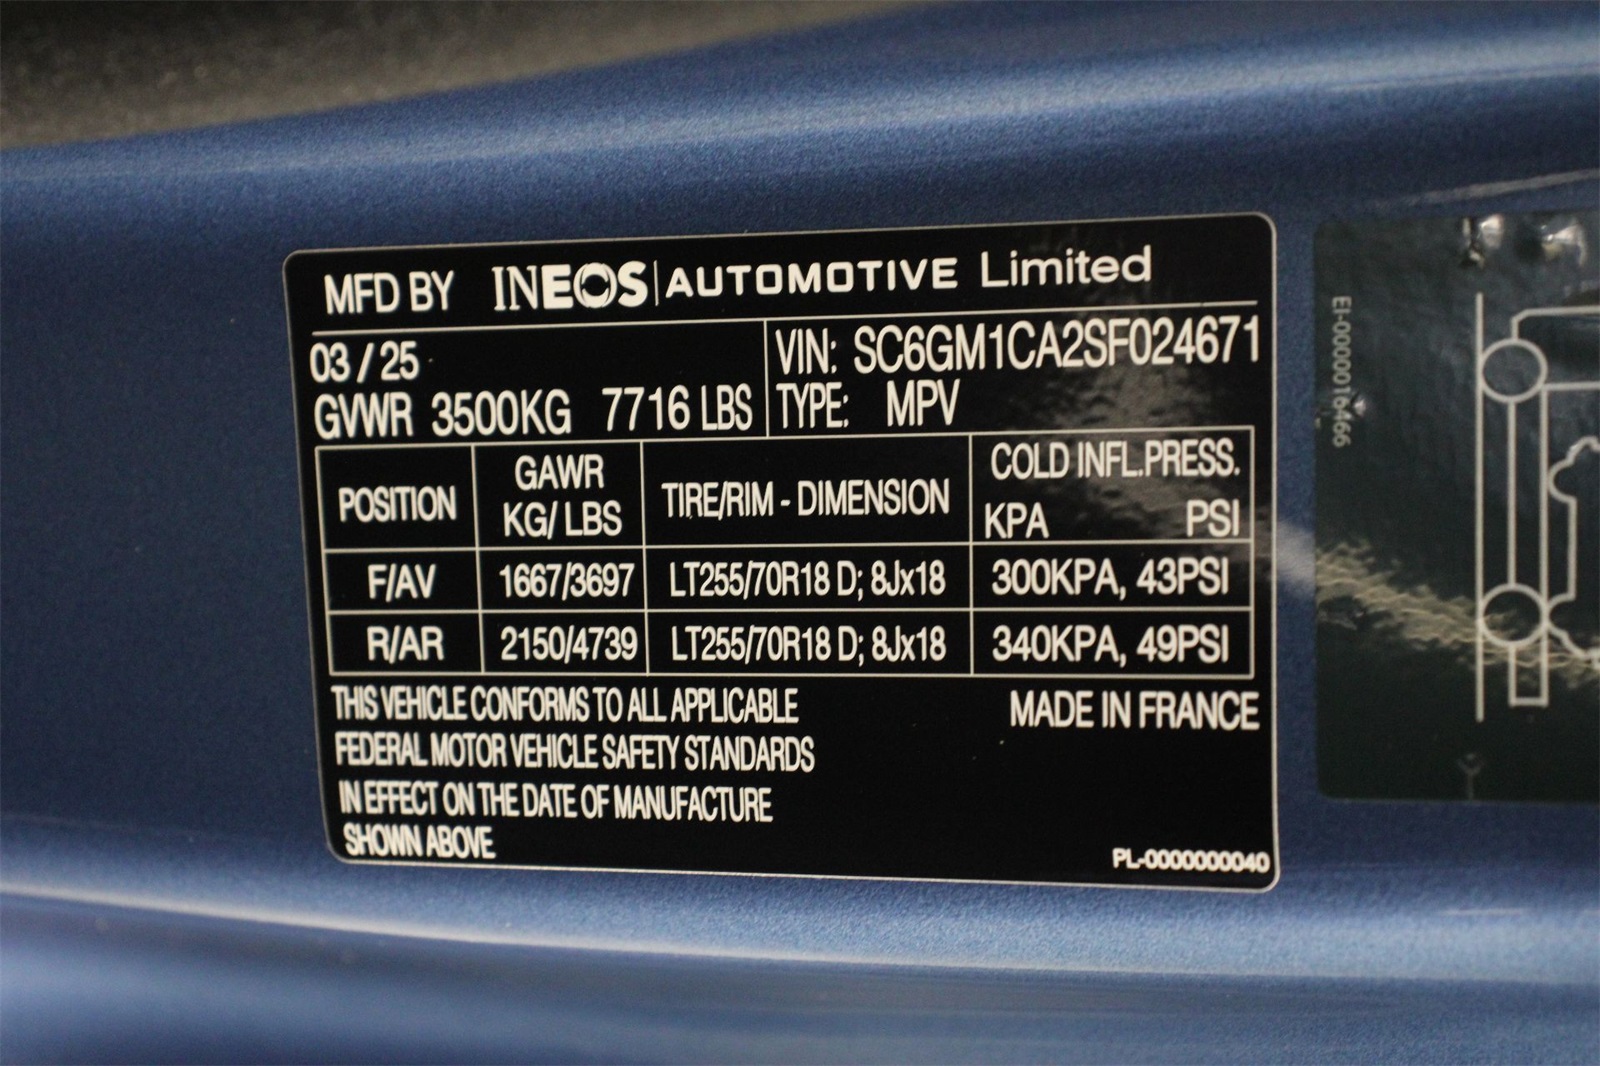 MFD BY INEOS | AUTOMOTIVE Limited
03 / 25
GVWR 3500KG 7716 LBS
VIN: SC6GM1CA2SF024671
TYPE: MPV
POSITION GAWR KG/ LBS TIRE/RIM - DIMENSION COLD INFL.PRESS. KPA PSI
F/AV 1667/3697 LT255/70R18 D; 8Jx18 300KPA, 43PSI
R/AR 2150/4739 LT255/70R18 D; 8Jx18 340KPA, 49PSI
THIS VEHICLE CONFORMS TO ALL APPLICABLE
FEDERAL MOTOR VEHICLE SAFETY STANDARDS
IN EFFECT ON THE DATE OF MANUFACTURE
SHOWN ABOVE
MADE IN FRANCE
PL-0000000040
EI-0000016466